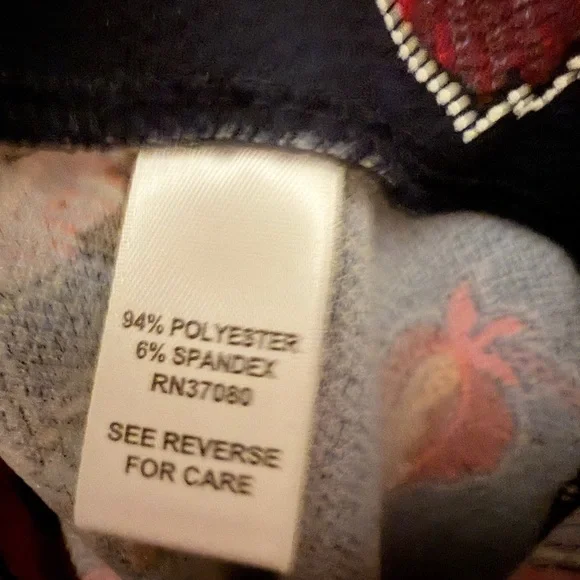 94% POLYESTER
6% SPANDEX
RN37080
SEE REVERSE
FOR CARE